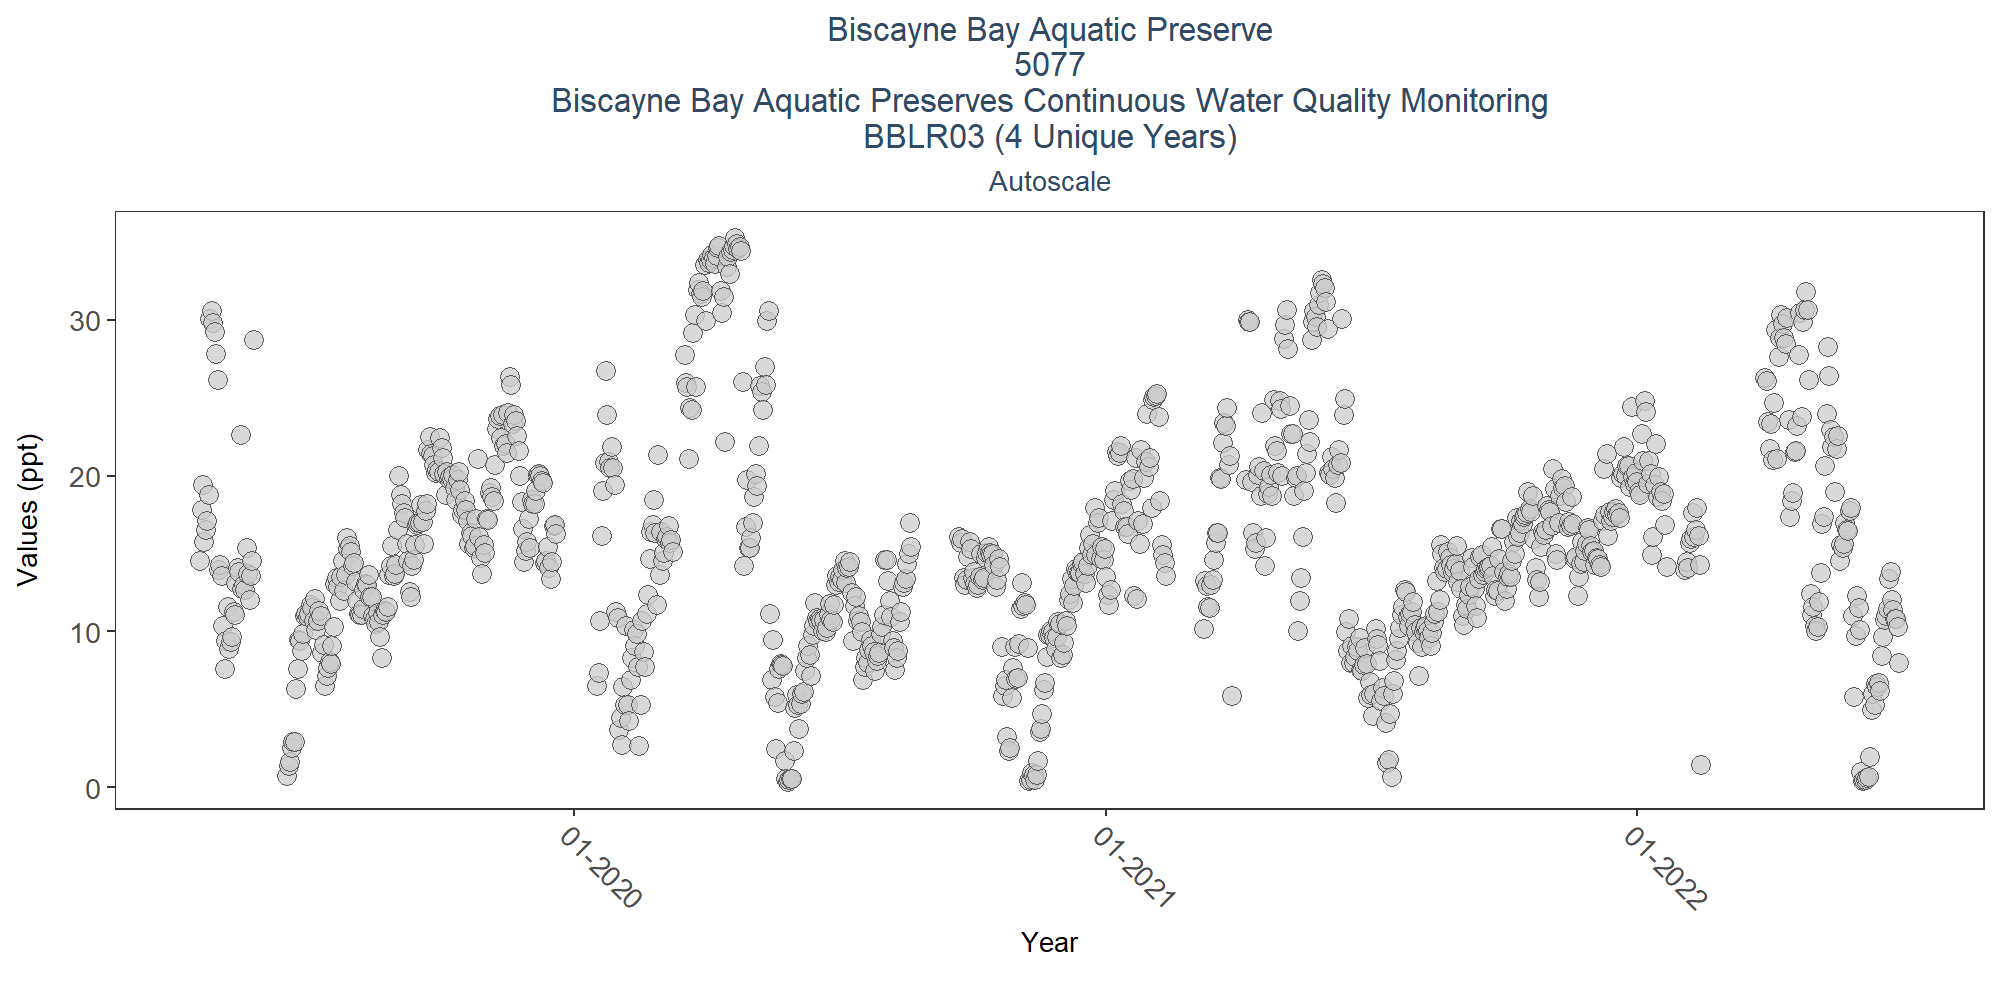 Biscayne Bay Aquatic Preserve
5077
Biscayne Bay Aquatic Preserves Continuous Water Quality Monitoring
BBLR03 (4 Unique Years)
Autoscale
Values (ppt)
30
20
10
0
01-2020
01-2021
01-2022
Year